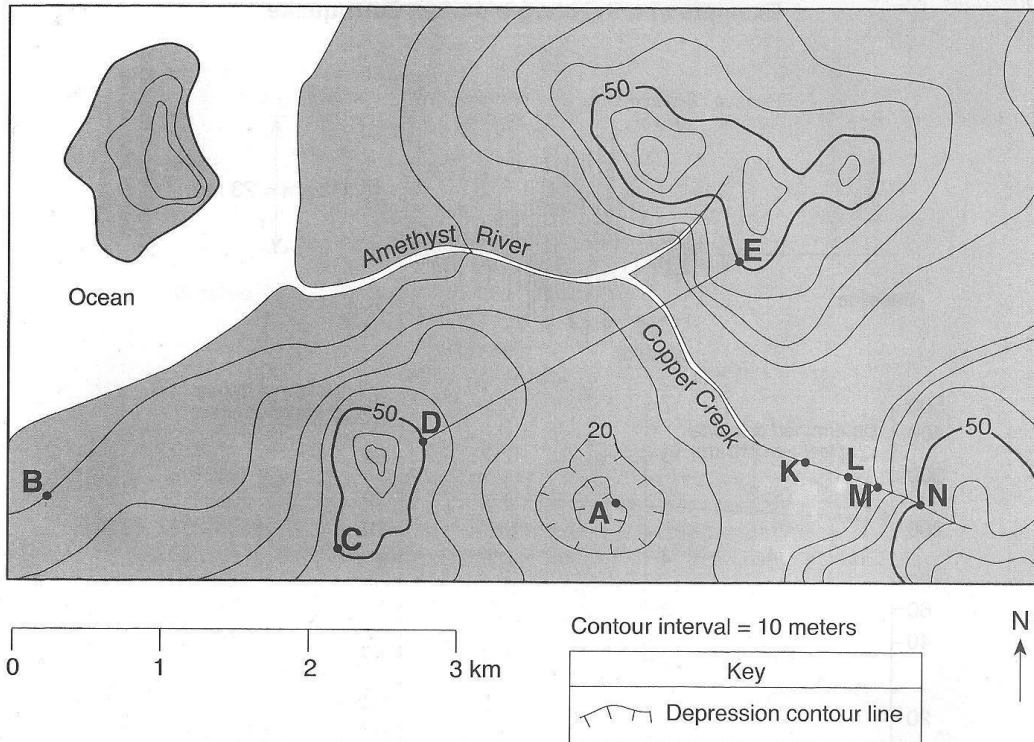 50
Amethyst River
E
Ocean
Copper Creek
50
D
20
50
B
K
L
M
N
A
C
0 1 2 3 km
Contour interval = 10 meters
N
Key
Depression contour line